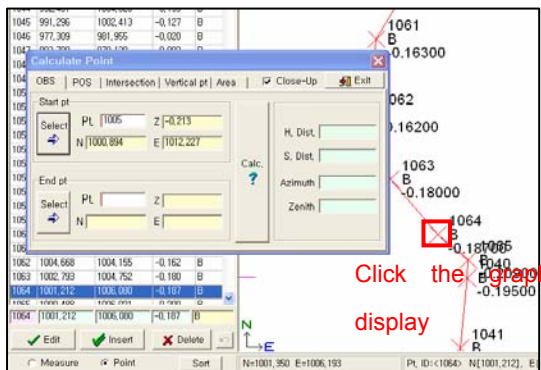 1045 991,296 1002,413 -0,127 B
1046 977,309 981,955 -0,020 B
Calculate Point
OBS POS Intersection Vertical pt Area Close-Up Exit
Start pt
Select Pt. 1005 Z -0,213
N 1000,894 E 1012,227
End pt
Select Pt. Z
N E
Calc.
?
H, Dist.
S, Dist.
Azimuth
Zenith
1062 1004,668 1004,155 -0,162 B
1063 1002,793 1004,752 -0,180 B
1064 1001,212 1006,080 -0,187 B
1064 1001,212 1006,080 -0,187 B
Edit Insert Delete
Measure Point Sort N=1001,350 E=1006,193 Pt, ID:<1064> N[1001,212], E
1061
B
-0.16300
062
.16200
1063
B
-0.18000
1064
B
-0.18700
1040
-0.19500
1041
B
N
E
Click the
display